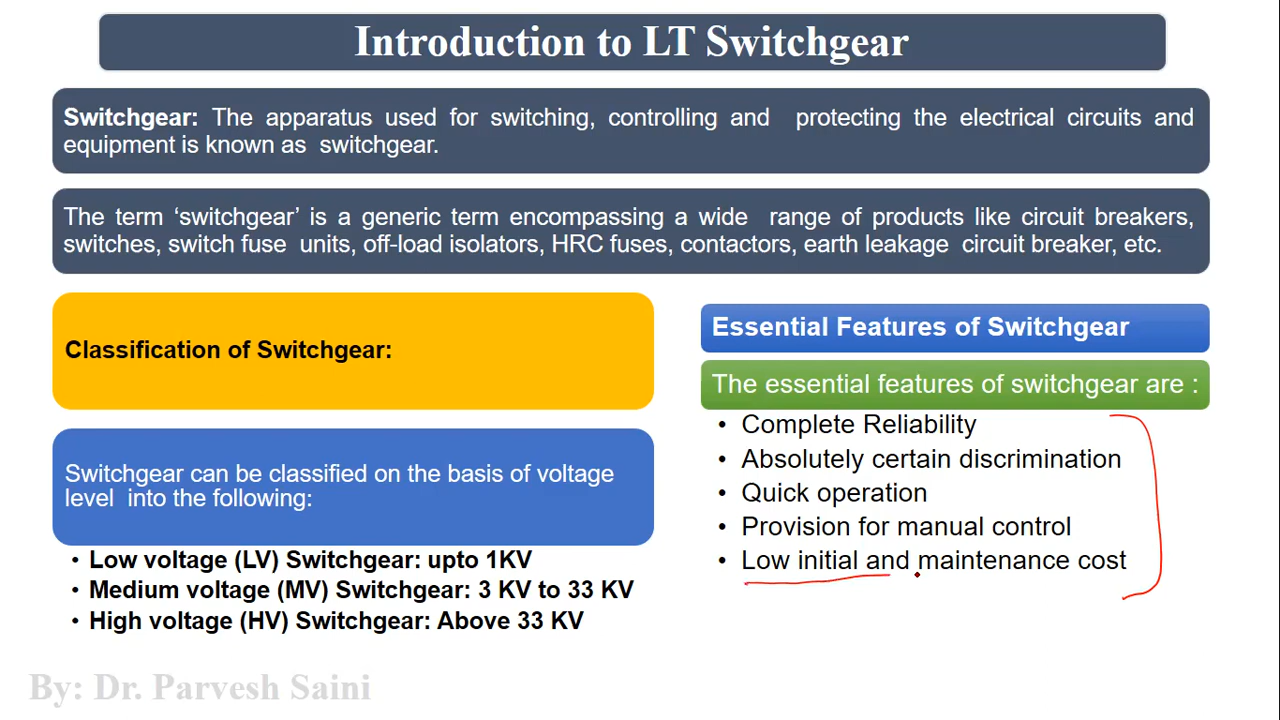 Introduction to LT Switchgear
Switchgear: The apparatus used for switching, controlling and protecting the electrical circuits and
equipment is known as switchgear.
The term ‘switchgear’ is a generic term encompassing a wide range of products like circuit breakers,
switches, switch fuse units, off-load isolators, HRC fuses, contactors, earth leakage circuit breaker, etc.
Classification of Switchgear:
Switchgear can be classified on the basis of voltage
level into the following:
• Low voltage (LV) Switchgear: upto 1KV
• Medium voltage (MV) Switchgear: 3 KV to 33 KV
• High voltage (HV) Switchgear: Above 33 KV
Essential Features of Switchgear
The essential features of switchgear are :
• Complete Reliability
• Absolutely certain discrimination
• Quick operation
• Provision for manual control
• Low initial and maintenance cost
By: Dr. Parvesh Saini